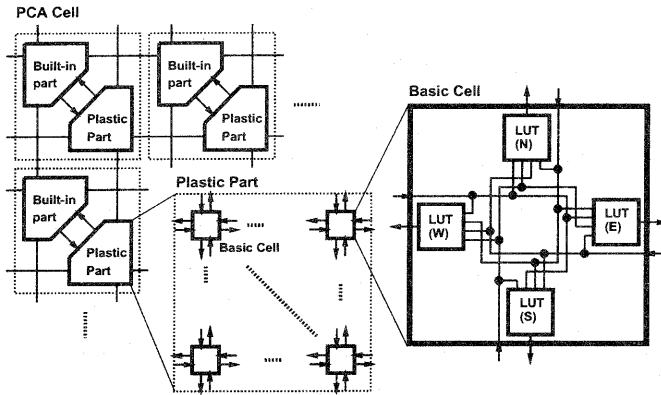 PCA Cell
Built-in
part
Plastic
Part
Built-in
part
Plastic
Part
Built-in
part
Plastic
Part
Plastic Part
Basic Cell
Basic Cell
LUT
(N)
LUT
(W)
LUT
(E)
LUT
(S)